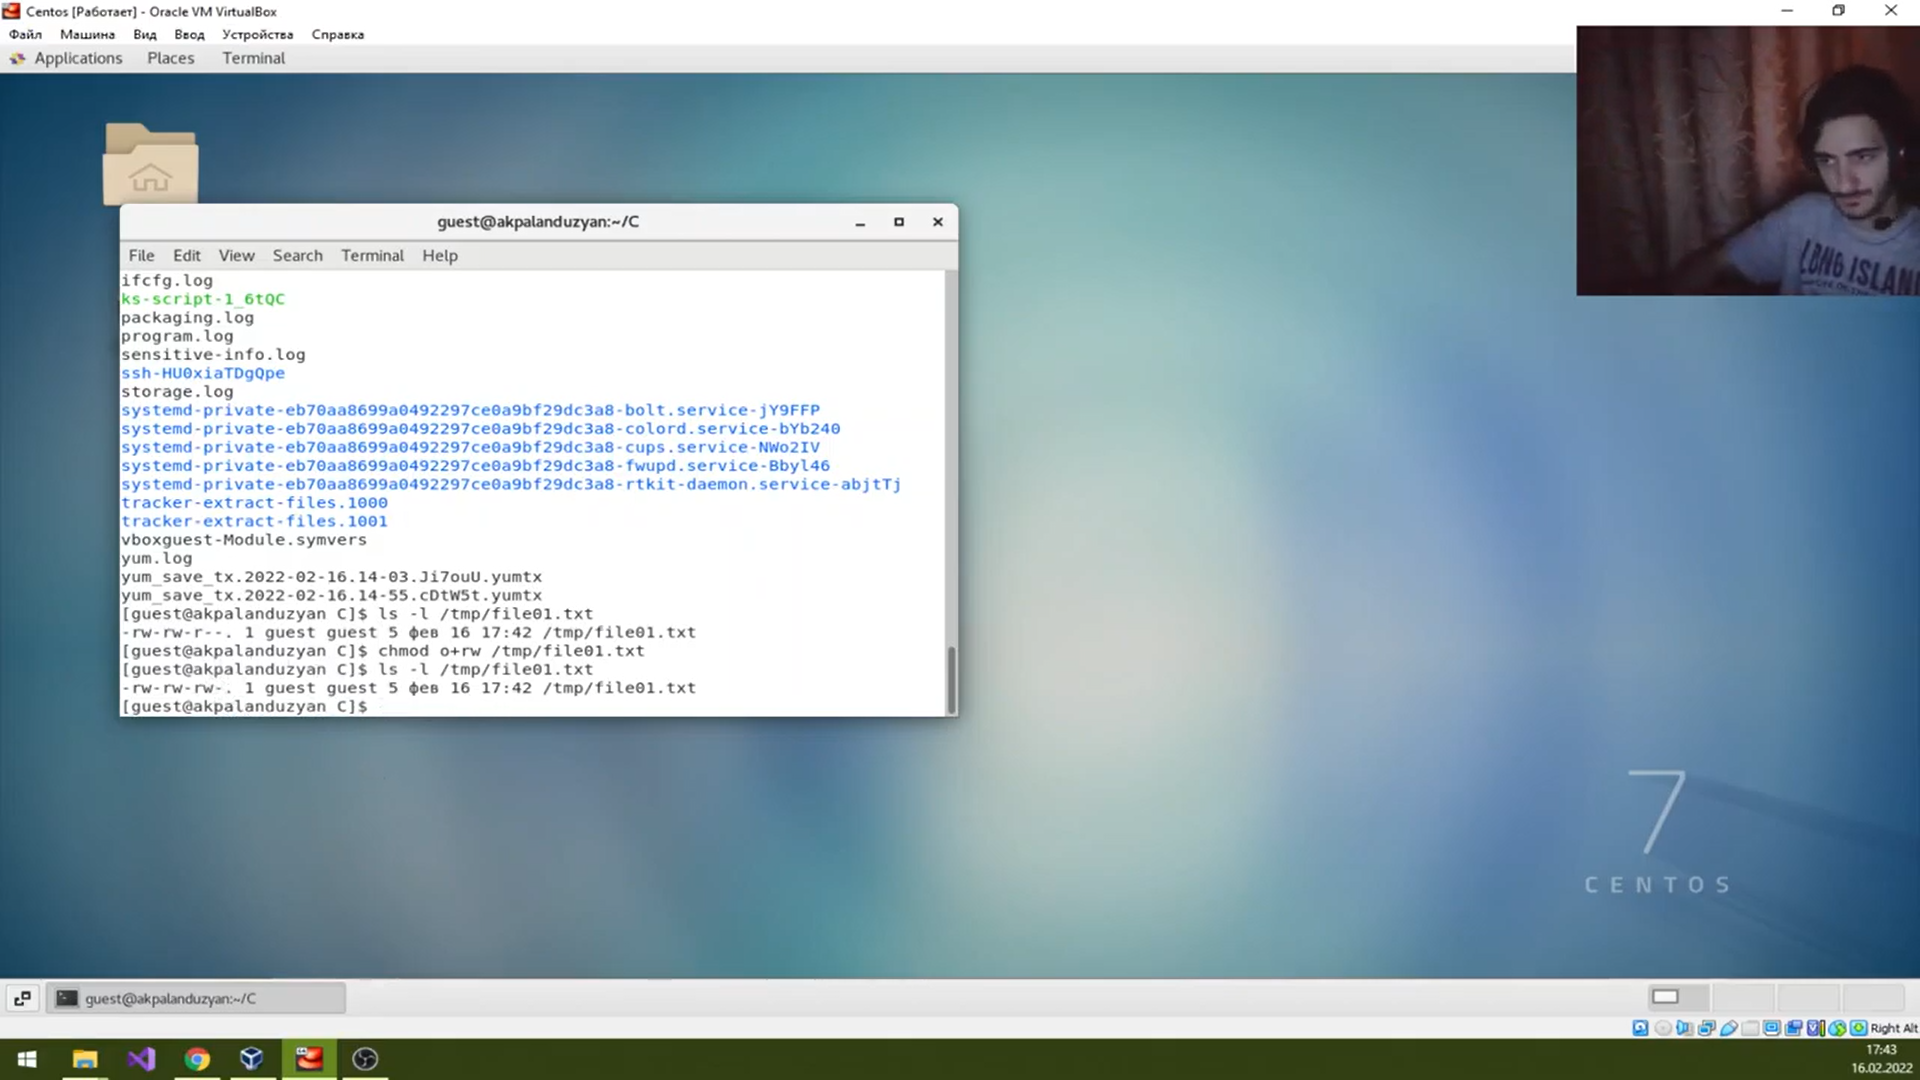 Centos [Работает] - Oracle VM VirtualBox
Файл Машина Вид Ввод Устройства Справка
Applications Places Terminal
LONG ISLAND
guest@akpalanduzyan:~/C
File Edit View Search Terminal Help
ifcfg.log
ks-script-1_6tQC
packaging.log
program.log
sensitive-info.log
ssh-HU0xiaTDgQpe
storage.log
systemd-private-eb70aa8699a0492297ce0a9bf29dc3a8-bolt.service-jY9FFP
systemd-private-eb70aa8699a0492297ce0a9bf29dc3a8-colord.service-bYb240
systemd-private-eb70aa8699a0492297ce0a9bf29dc3a8-cups.service-NWo2IV
systemd-private-eb70aa8699a0492297ce0a9bf29dc3a8-fwupd.service-Bbyl46
systemd-private-eb70aa8699a0492297ce0a9bf29dc3a8-rtkit-daemon.service-abjtTj
tracker-extract-files.1000
tracker-extract-files.1001
vboxguest-Module.symvers
yum.log
yum_save_tx.2022-02-16.14-03.Ji7ouU.yumtx
yum_save_tx.2022-02-16.14-55.cDtW5t.yumtx
[guest@akpalanduzyan C]$ ls -l /tmp/file01.txt
-rw-rw-r--. 1 guest guest 5 фев 16 17:42 /tmp/file01.txt
[guest@akpalanduzyan C]$ chmod o+rw /tmp/file01.txt
[guest@akpalanduzyan C]$ ls -l /tmp/file01.txt
-rw-rw-rw-. 1 guest guest 5 фев 16 17:42 /tmp/file01.txt
[guest@akpalanduzyan C]$
7
CENTOS
guest@akpalanduzyan:~/C
Right Alt
17:43
16.02.2022